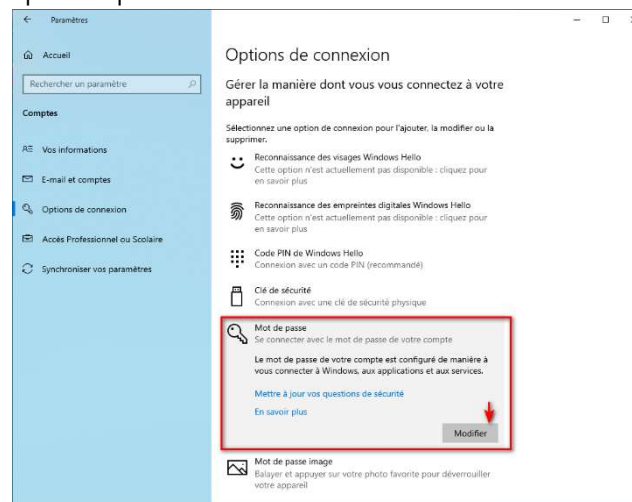 Paramètres
Accueil
Rechercher un paramètre
Comptes
Vos informations
E-mail et comptes
Options de connexion
Accès Professionnel ou Scolaire
Synchroniser vos paramètres
Options de connexion
Gérer la manière dont vous vous connectez à votre
appareil
Sélectionnez une option de connexion pour l'ajouter, la modifier ou la
supprimer.
Reconnaissance des visages Windows Hello
Cette option n'est actuellement pas disponible : cliquez pour
en savoir plus
Reconnaissance des empreintes digitales Windows Hello
Cette option n'est actuellement pas disponible : cliquez pour
en savoir plus
Code PIN de Windows Hello
Connexion avec un code PIN (recommandé)
Clé de sécurité
Connexion avec une clé de sécurité physique
Mot de passe
Se connecter avec le mot de passe de votre compte
Le mot de passe de votre compte est configuré de manière à
vous connecter à Windows, aux applications et aux services.
Mettre à jour vos questions de sécurité
En savoir plus
Modifier
Mot de passe image
Balayer et appuyer sur votre photo favorite pour déverrouiller
votre appareil